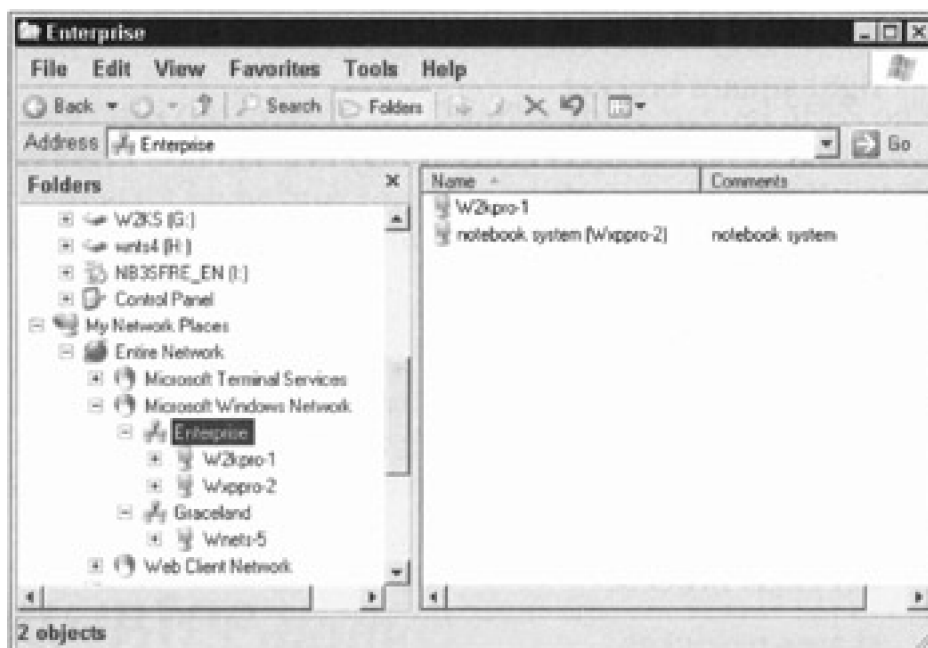 Enterprise
File Edit View Favorites Tools Help
Back Search Folders
Address Enterprise Go
Folders
W2KS (G:)
wnts4 (H:)
NB3SFRE_EN (I:)
Control Panel
My Network Places
Entire Network
Microsoft Terminal Services
Microsoft Windows Network
Enterprise
W2kpro-1
Wxppro-2
Graceland
Wnets-5
Web Client Network
Name Comments
W2kpro-1
notebook system (Wxppro-2) notebook system
2 objects